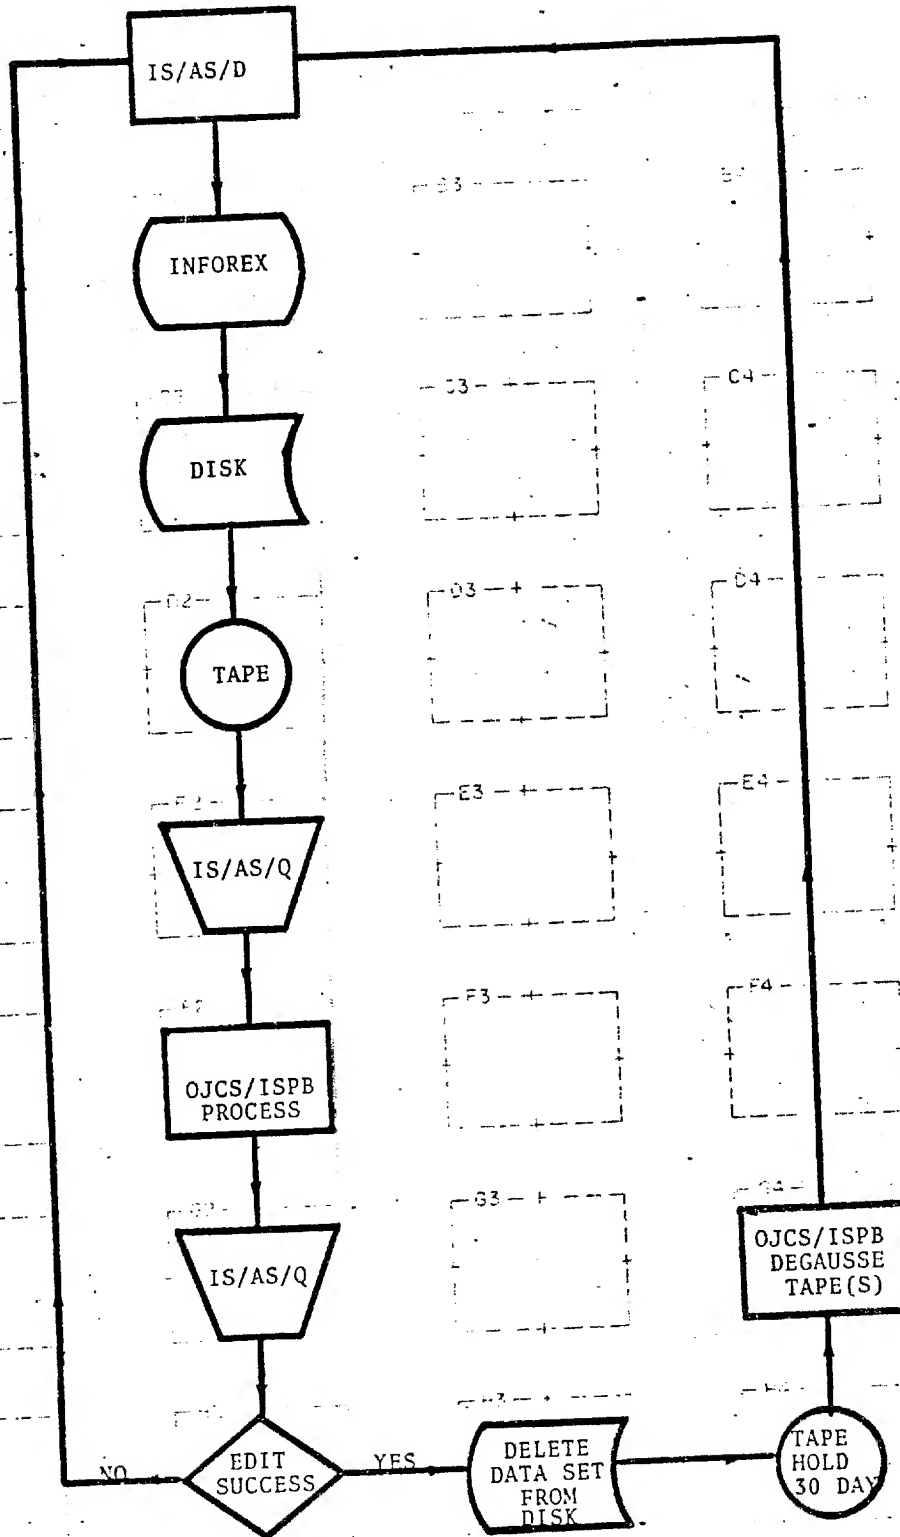 IS/AS/D
INFOREX
DISK
TAPE
IS/AS/Q
OJCS/ISPB
PROCESS
IS/AS/Q
EDIT
SUCCESS
NO
YES
DELETE
DATA SET
FROM
DISK
TAPE
HOLD
30 DAY
OJCS/ISPB
DEGAUSSE
TAPE(S)
C4
D3
D4
E3
E4
F3
F4
G3